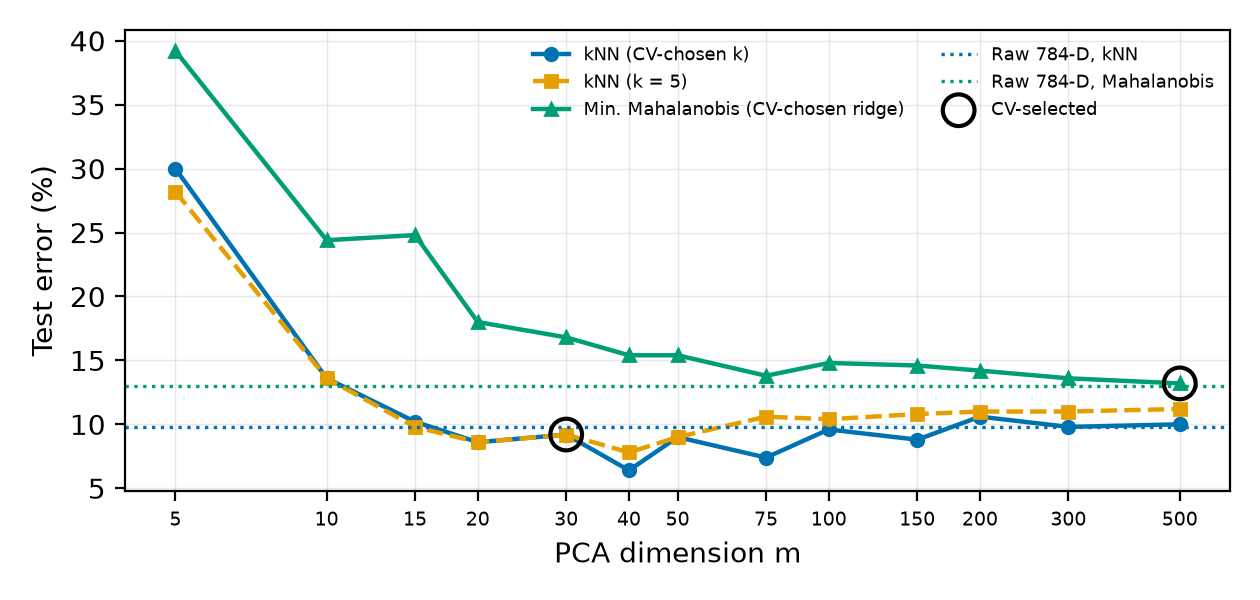 40
35
30
25
20
15
10
5
Test error (%)
kNN (CV-chosen k)
kNN (k = 5)
Min. Mahalanobis (CV-chosen ridge)
Raw 784-D, kNN
Raw 784-D, Mahalanobis
CV-selected
5 10 15 20 30 40 50 75 100 150 200 300 500
PCA dimension m